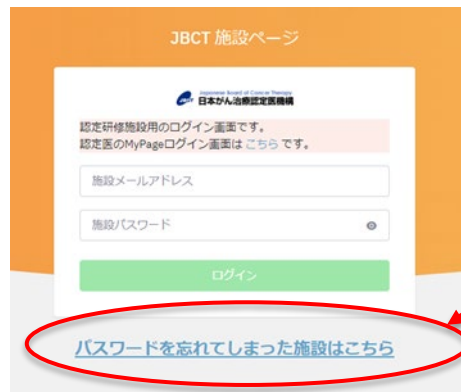 JBCT 施設ページ
Japanese Board of Cancer Therapy
日本がん治療認定医機構
認定研修施設用のログイン画面です。
認定医のMyPageログイン画面は こちら です。
施設メールアドレス
施設パスワード
ログイン
パスワードを忘れてしまった施設はこちら